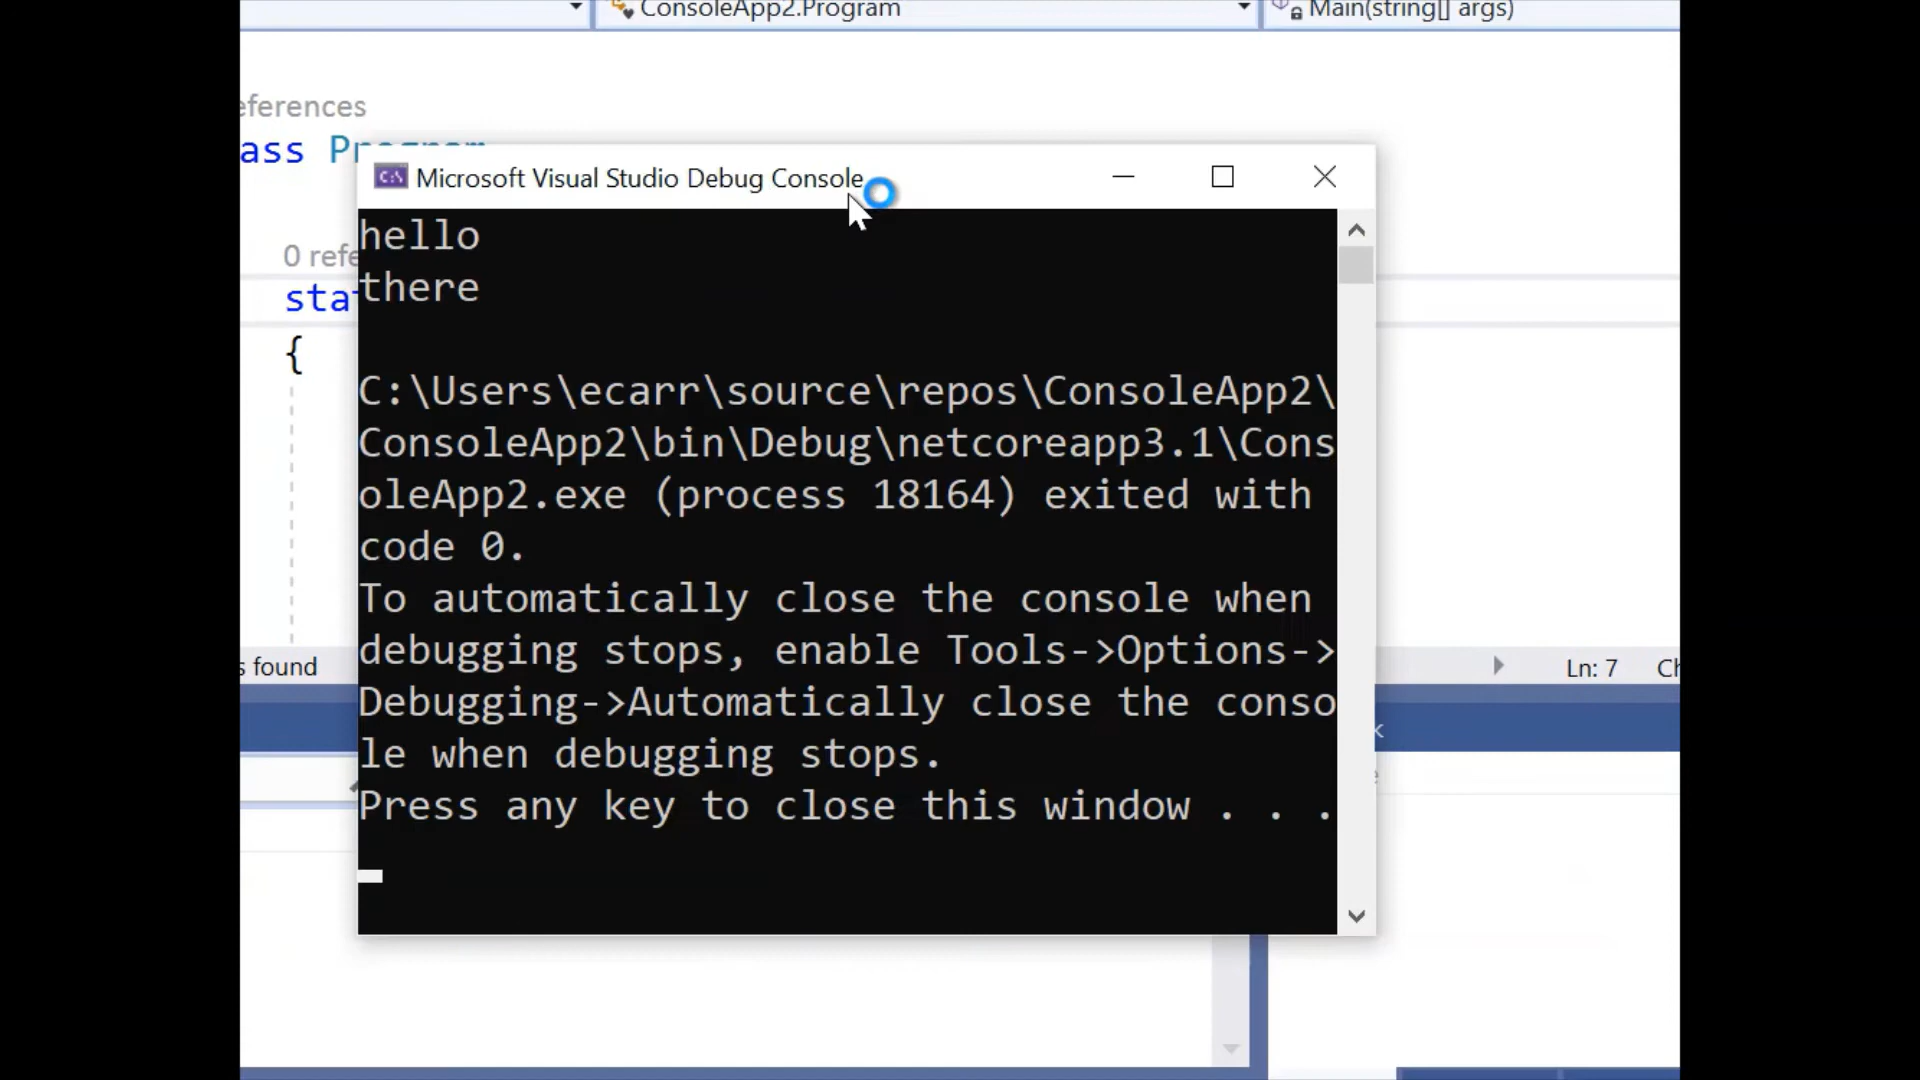 ConsoleApp2.Program
Main(string[] args)
eferences
ass Program
Microsoft Visual Studio Debug Console
hello
0 refe
there
sta
{
C:\Users\ecarr\source\repos\ConsoleApp2\
ConsoleApp2\bin\Debug\netcoreapp3.1\Cons
oleApp2.exe (process 18164) exited with
code 0.
To automatically close the console when
debugging stops, enable Tools->Options->
s found
Ln: 7
Ch
Debugging->Automatically close the conso
le when debugging stops.
Press any key to close this window . . .